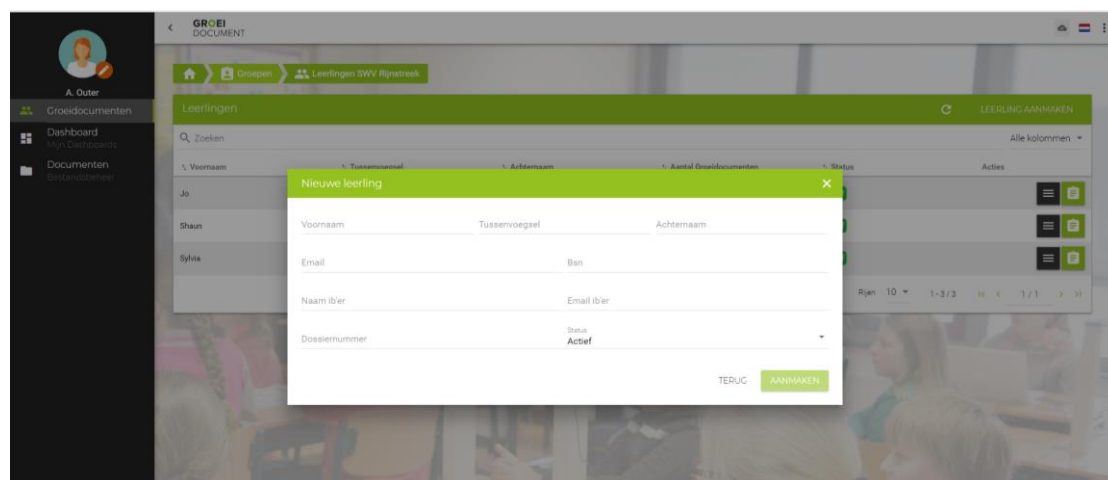 GROEI
DOCUMENT
A. Outer
Groeidocumenten
Dashboard
Mijn Dashboards
Documenten
Bestandsbeheer
Groepen
Leerlingen SWV Rijnstreek
Leerlingen
LEERLING AANMAKEN
Zoeken
Alle kolommen
Voornaam Tussenvoegsel Achternaam Aantal Groeidocumenten Status Acties
Jo
Shaun
Sylvia
Rijen 10 1-3/3 1/1
Nieuwe leerling
Voornaam Tussenvoegsel Achternaam
Email Bsn
Naam ib'er Email ib'er
Dossiernummer Status
Actief
TERUG AANMAKEN